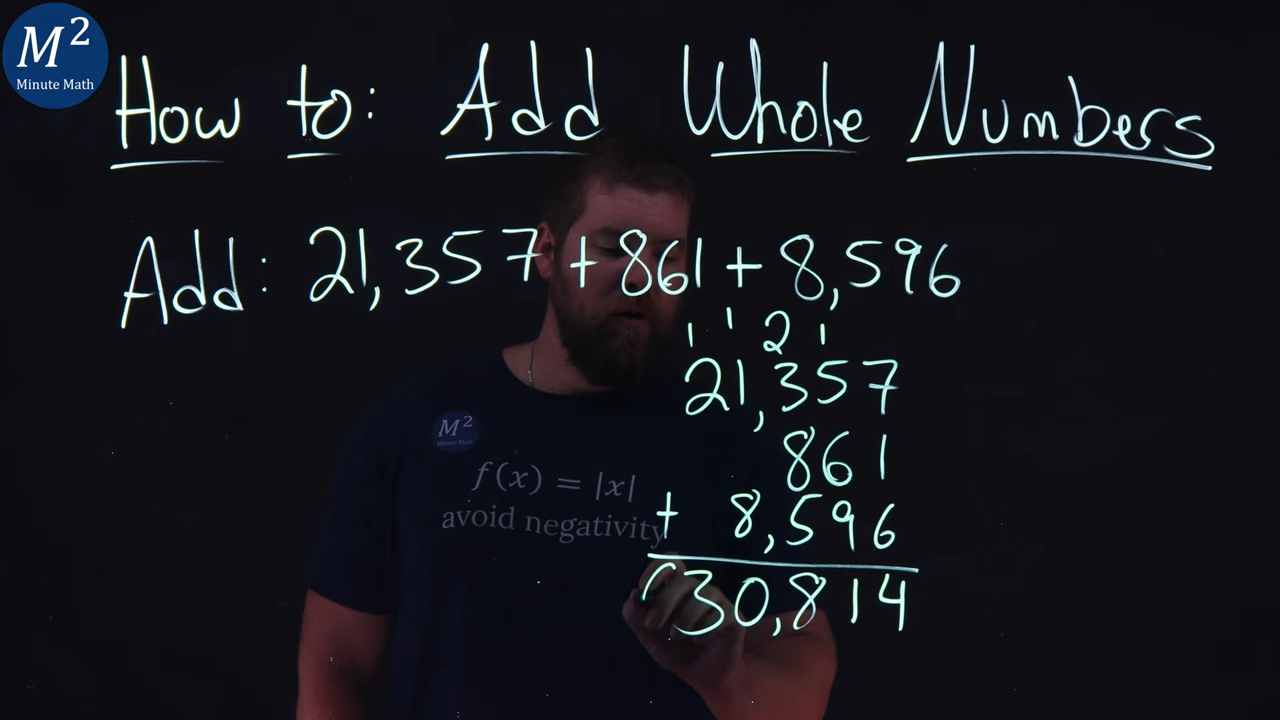 M²
Minute Math
How to: Add Whole Numbers
Add: 21,357 + 861 + 8,596
1 1 2 1
21,357
861
+ 8,596
30,814
M²
Minute Math
f(x) = |x|
avoid negativity